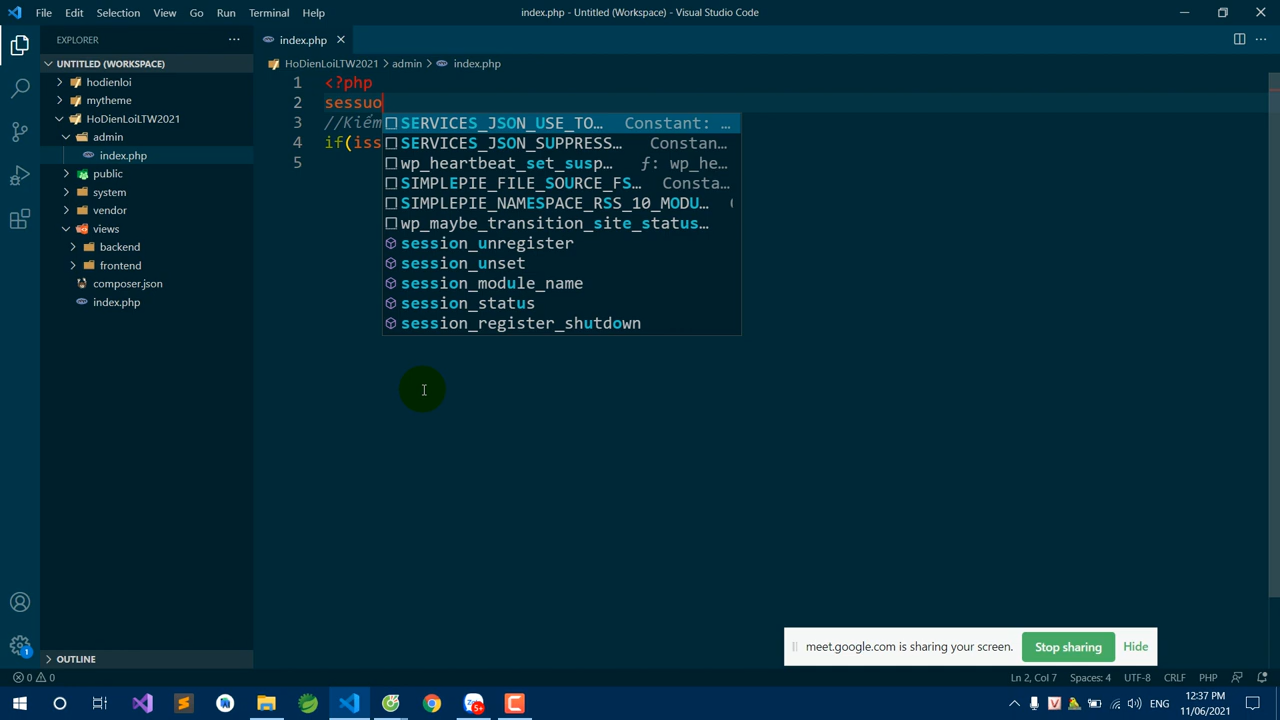 File Edit Selection View Go Run Terminal Help
index.php - Untitled (Workspace) - Visual Studio Code
EXPLORER
UNTITLED (WORKSPACE)
hodienloi
mytheme
HoDienLoiLTW2021
admin
index.php
public
system
vendor
views
backend
frontend
composer.json
index.php
OUTLINE
index.php
HoDienLoiLTW2021 > admin > index.php
1 <?php
2 sessuo
3 //Kiểm
4 if(iss
5
SERVICES_JSON_USE_TO… Constant: …
SERVICES_JSON_SUPPRESS… Constan…
wp_heartbeat_set_susp… ƒ: wp_he…
SIMPLEPIE_FILE_SOURCE_FS… Consta…
SIMPLEPIE_NAMESPACE_RSS_10_MODU…
wp_maybe_transition_site_status…
session_unregister
session_unset
session_module_name
session_status
session_register_shutdown
meet.google.com is sharing your screen. Stop sharing Hide
0 0
Ln 2, Col 7 Spaces: 4 UTF-8 CRLF PHP
1
5+
ENG
12:37 PM
11/06/2021